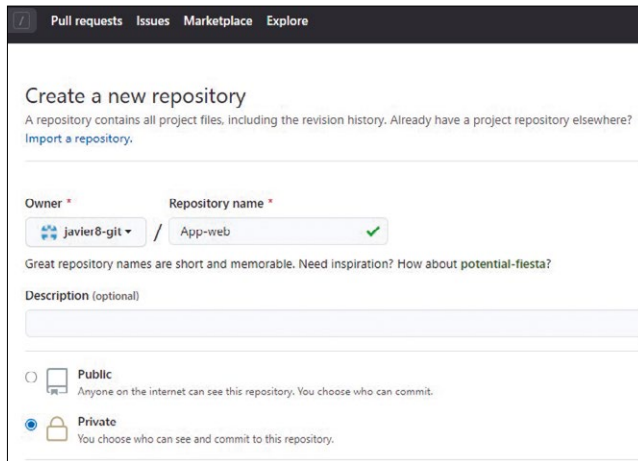 / Pull requests Issues Marketplace Explore
Create a new repository
A repository contains all project files, including the revision history. Already have a project repository elsewhere?
Import a repository.
Owner * Repository name *
javier8-git / App-web
Great repository names are short and memorable. Need inspiration? How about potential-fiesta?
Description (optional)
Public
Anyone on the internet can see this repository. You choose who can commit.
Private
You choose who can see and commit to this repository.